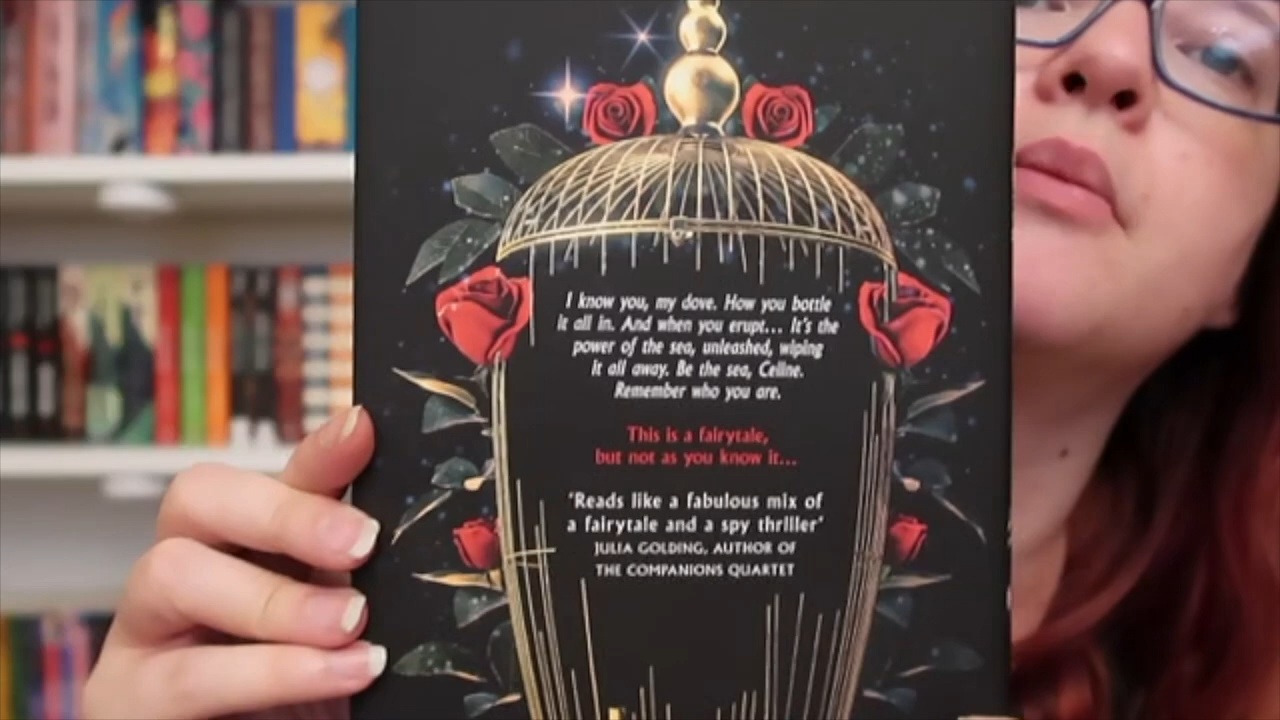 I know you, my dove. How you bottle
it all in. And when you erupt... It's the
power of the sea, unleashed, wiping
it all away. Be the sea, Celine.
Remember who you are.
This is a fairytale,
but not as you know it...
'Reads like a fabulous mix of
a fairytale and a spy thriller'
JULIA GOLDING, AUTHOR OF
THE COMPANIONS QUARTET